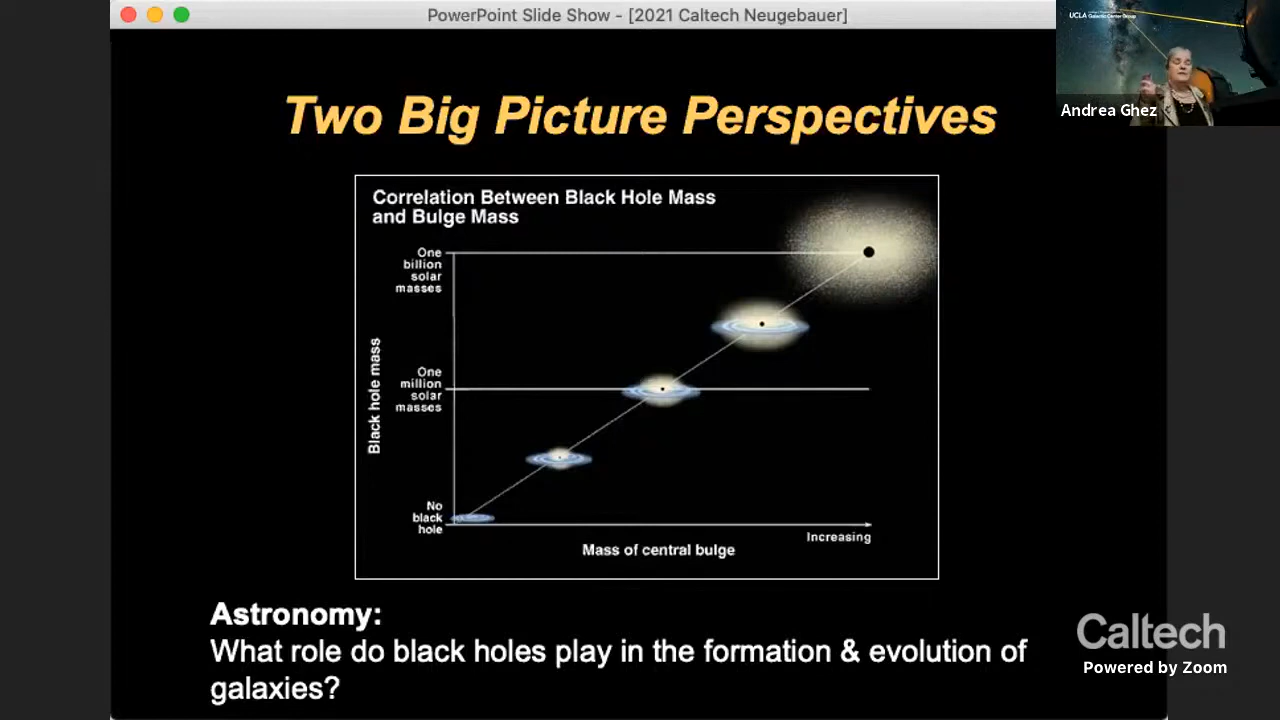 PowerPoint Slide Show - [2021 Caltech Neugebauer]
UCLA
Galactic Center Group
Andrea Ghez
Two Big Picture Perspectives
Correlation Between Black Hole Mass
and Bulge Mass
One
billion
solar
masses
One
million
solar
masses
Black hole mass
No
black
hole
Increasing
Mass of central bulge
Astronomy:
What role do black holes play in the formation & evolution of
galaxies?
Caltech
Powered by Zoom